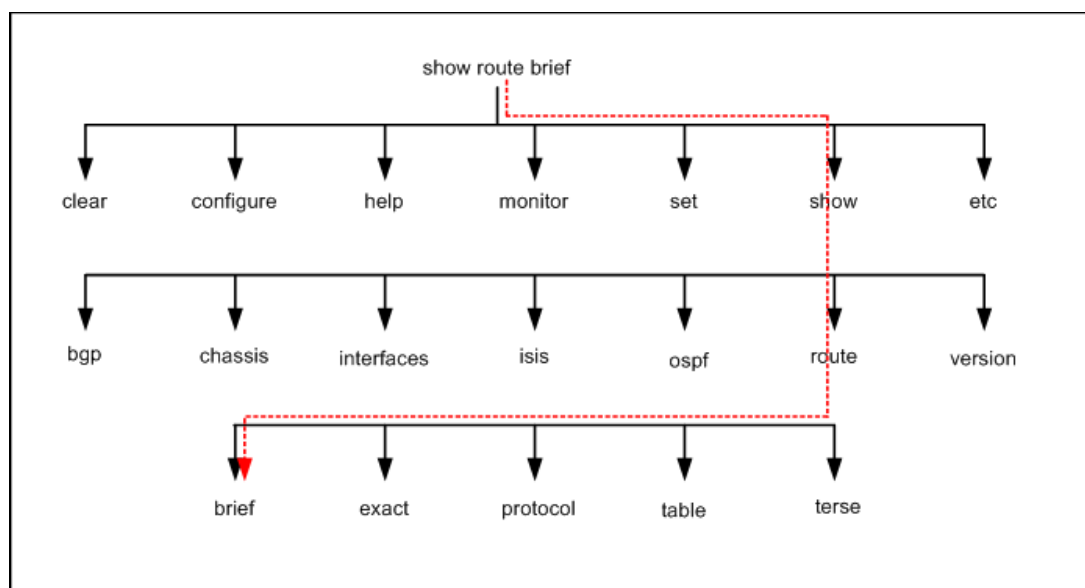 show route brief
clear configure help monitor set show etc
bgp chassis interfaces isis ospf route version
brief exact protocol table terse